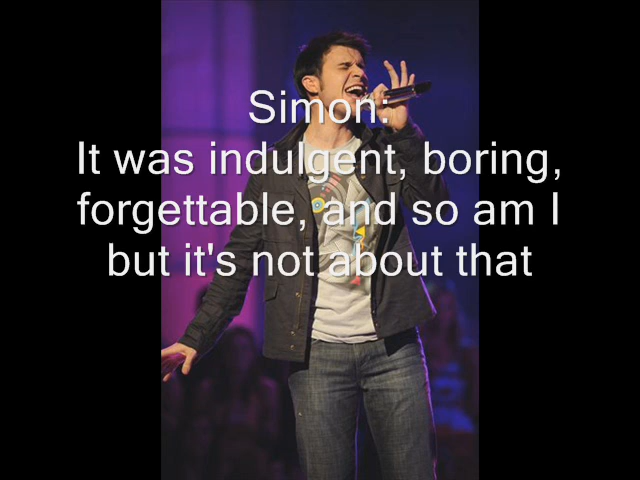 Simon:
It was indulgent, boring,
forgettable, and so am I
but it's not about that